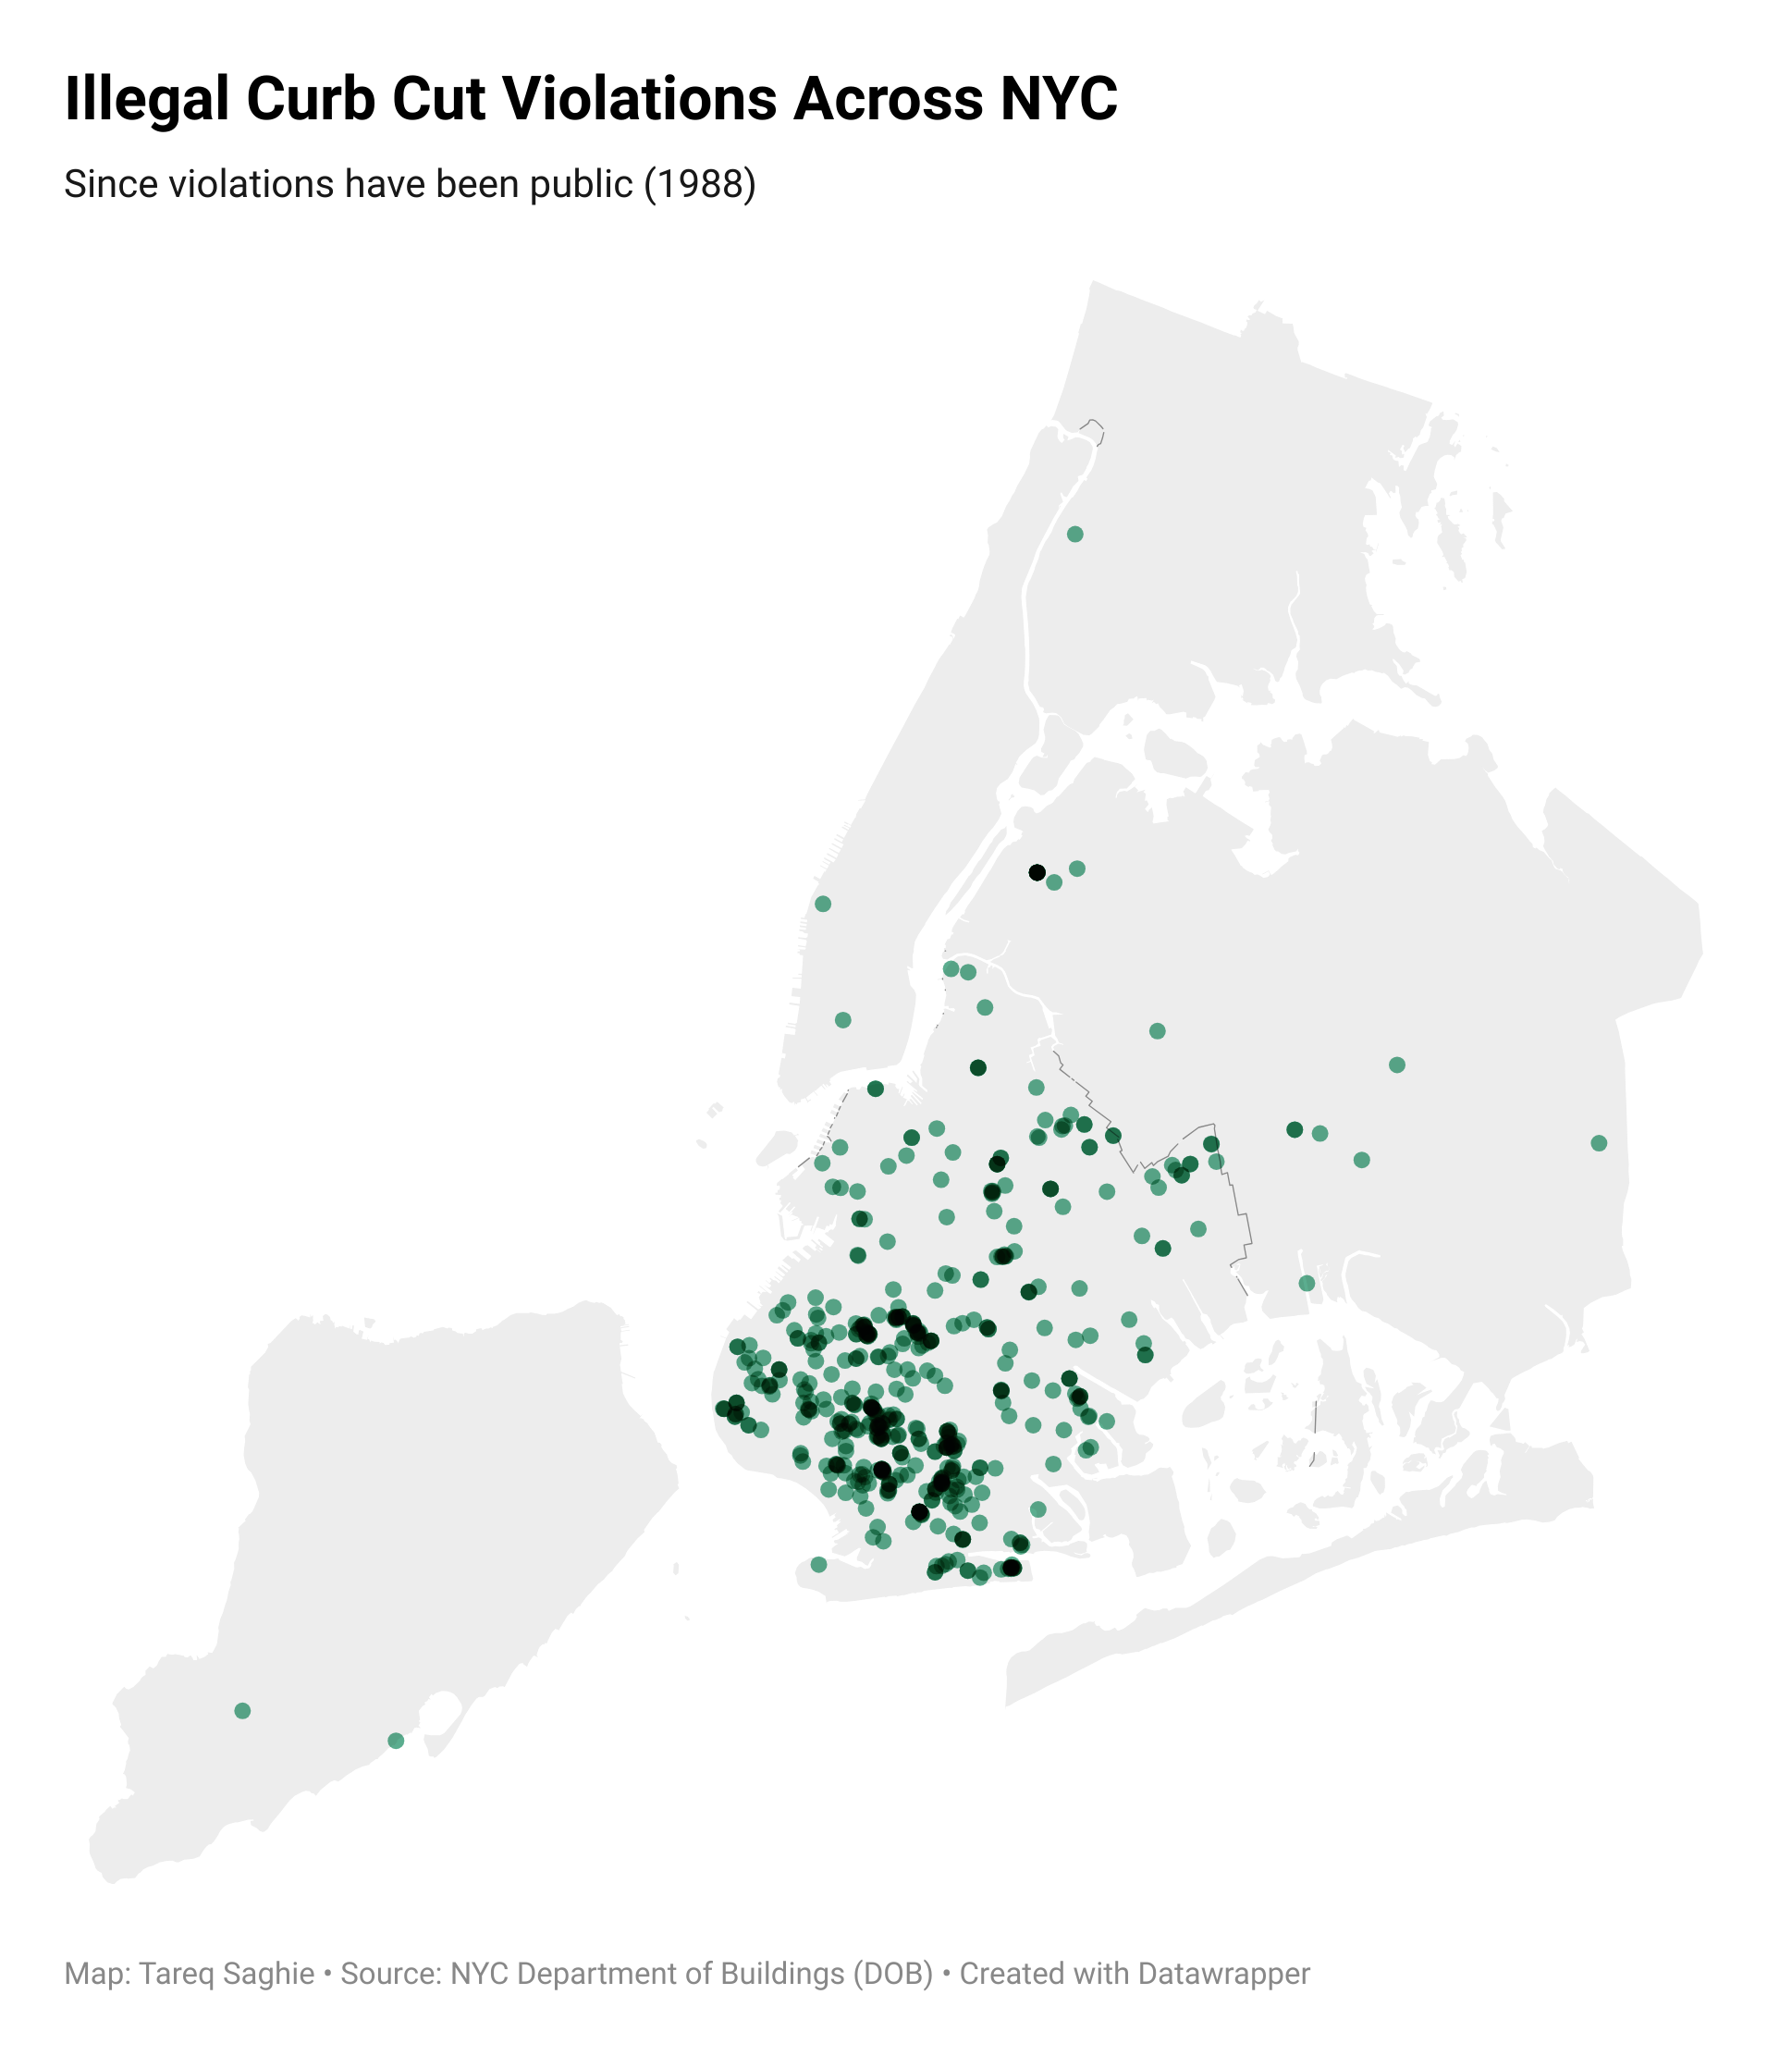 Illegal Curb Cut Violations Across NYC
Since violations have been public (1988)
Map: Tareq Saghie • Source: NYC Department of Buildings (DOB) • Created with Datawrapper